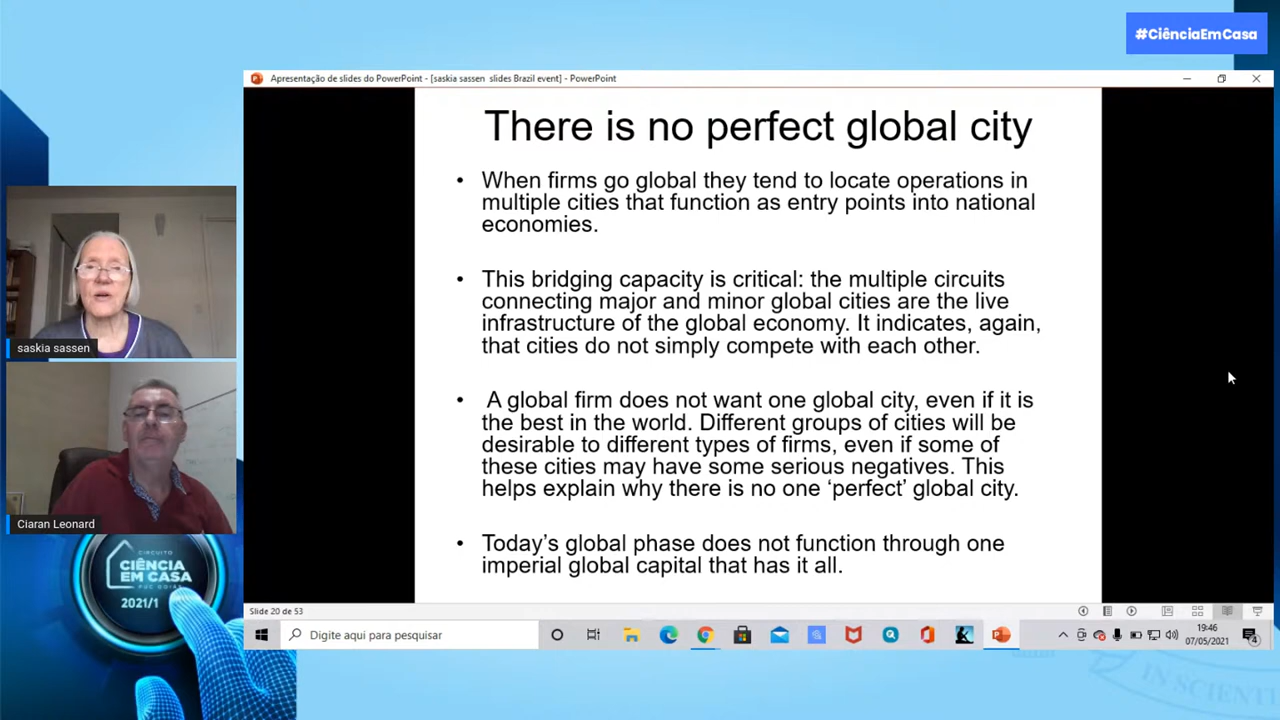 #CiênciaEmCasa
Apresentação de slides do PowerPoint - [saskia sassen slides Brazil event] - PowerPoint
There is no perfect global city
• When firms go global they tend to locate operations in
multiple cities that function as entry points into national
economies.
• This bridging capacity is critical: the multiple circuits
connecting major and minor global cities are the live
infrastructure of the global economy. It indicates, again,
that cities do not simply compete with each other.
• A global firm does not want one global city, even if it is
the best in the world. Different groups of cities will be
desirable to different types of firms, even if some of
these cities may have some serious negatives. This
helps explain why there is no one ‘perfect’ global city.
• Today’s global phase does not function through one
imperial global capital that has it all.
saskia sassen
Ciaran Leonard
CIRCUITO
CIÊNCIA
EM CASA
PUC GOIÁS
2021/1
Slide 20 de 53
Digite aqui para pesquisar
19:46
07/05/2021
4
IN SCIENTI